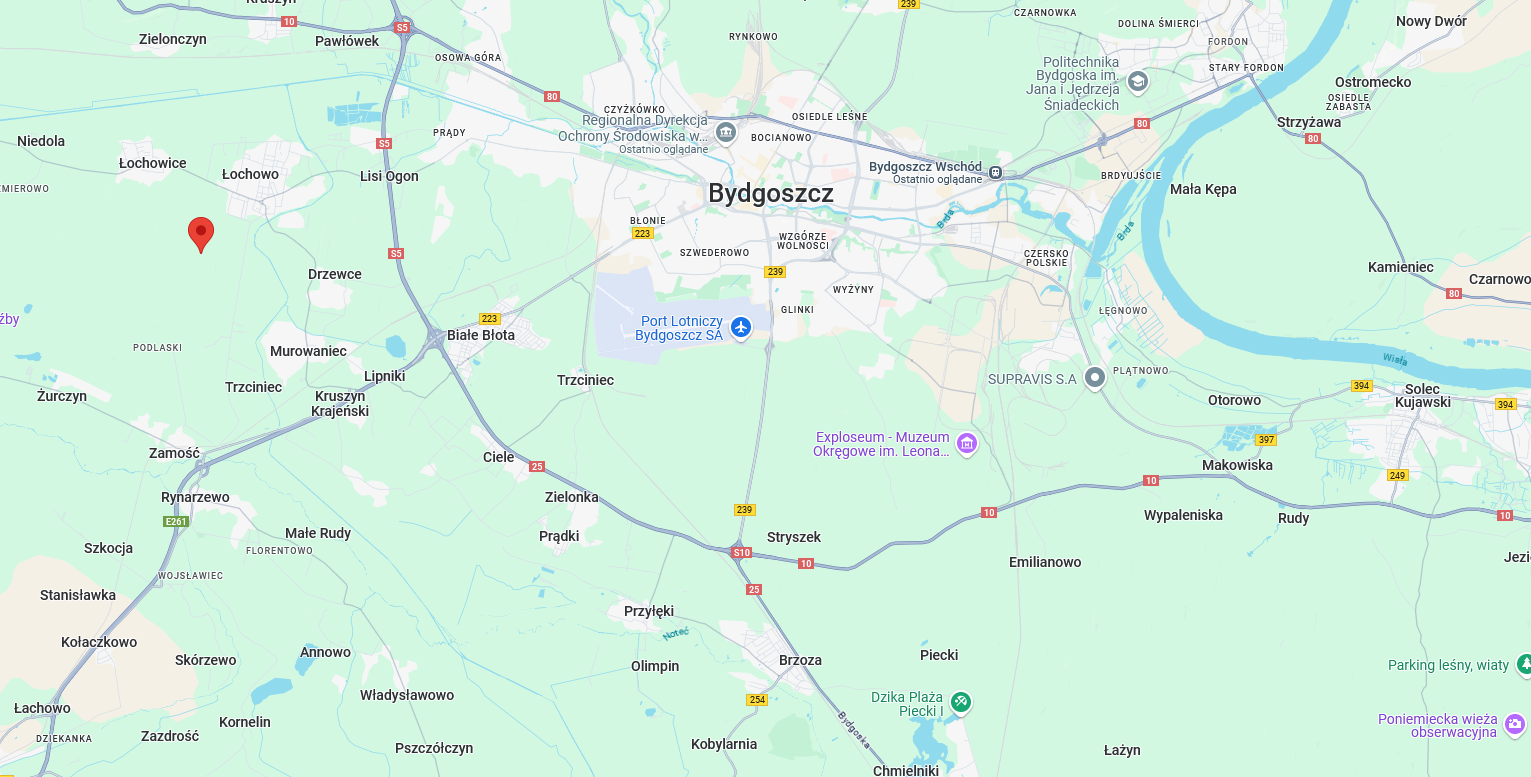 Kruszyn
10
S5
239
CZARNOWKA
DOLINA ŚMIERCI
Nowy Dwór
Zielonczyn
Pawłówek
RYNKOWO
FORDON
OSOWA GÓRA
STARY FORDON
Politechnika
Bydgoska im.
Jana i Jędrzeja
Śniadeckich
Ostromecko
OSIEDLE
ZABASTA
80
CZYŻKÓWKO
Regionalna Dyrekcja
Ochrony Środowiska w...
Ostatnio oglądane
OSIEDLE LEŚNE
BOCIANOWO
80
Strzyżawa
80
Niedola
PRĄDY
S5
Łochowice
Łochowo
Lisi Ogon
Bydgoszcz Wschód
Ostatnio oglądane
BRDYUJŚCIE
Mała Kępa
EMIEROWO
Bydgoszcz
BŁONIE
223
Brda
Brda
WZGÓRZE
WOLNOŚCI
SZWEDEROWO
S5
CZERSKO
POLSKIE
239
Drzewce
Kamieniec
Czarnowo
80
WYŻYNY
GLINKI
ŁĘGNOWO
źby
223
Białe Błota
Port Lotniczy
Bydgoszcz SA
PODLASKI
Murowaniec
Wisła
Trzciniec
Lipniki
Trzciniec
SUPRAVIS S.A
PLĄTNOWO
394
Solec
Kujawski
394
Żurczyn
Kruszyn
Krajeński
Otorowo
Exploseum - Muzeum
Okręgowe im. Leona...
397
Zamość
Ciele
25
Makowiska
249
10
Rynarzewo
Zielonka
E261
239
10
Wypaleniska
Rudy
10
Małe Rudy
Prądki
Stryszek
Szkocja
FLORENTOWO
S10
10
Emilianowo
Jezi
WOJSŁAWIEC
25
Stanisławka
Przyłęki
Noteć
Kołaczkowo
Annowo
Skórzewo
Olimpin
Brzoza
Piecki
Parking leśny, wiaty
Władysławowo
254
Dzika Plaża
Piecki I
Łachowo
Kornelin
Bydgoska
Poniemiecka wieża
obserwacyjna
DZIEKANKA
Zazdrość
Pszczółczyn
Kobylarnia
Łażyn
Chmielniki